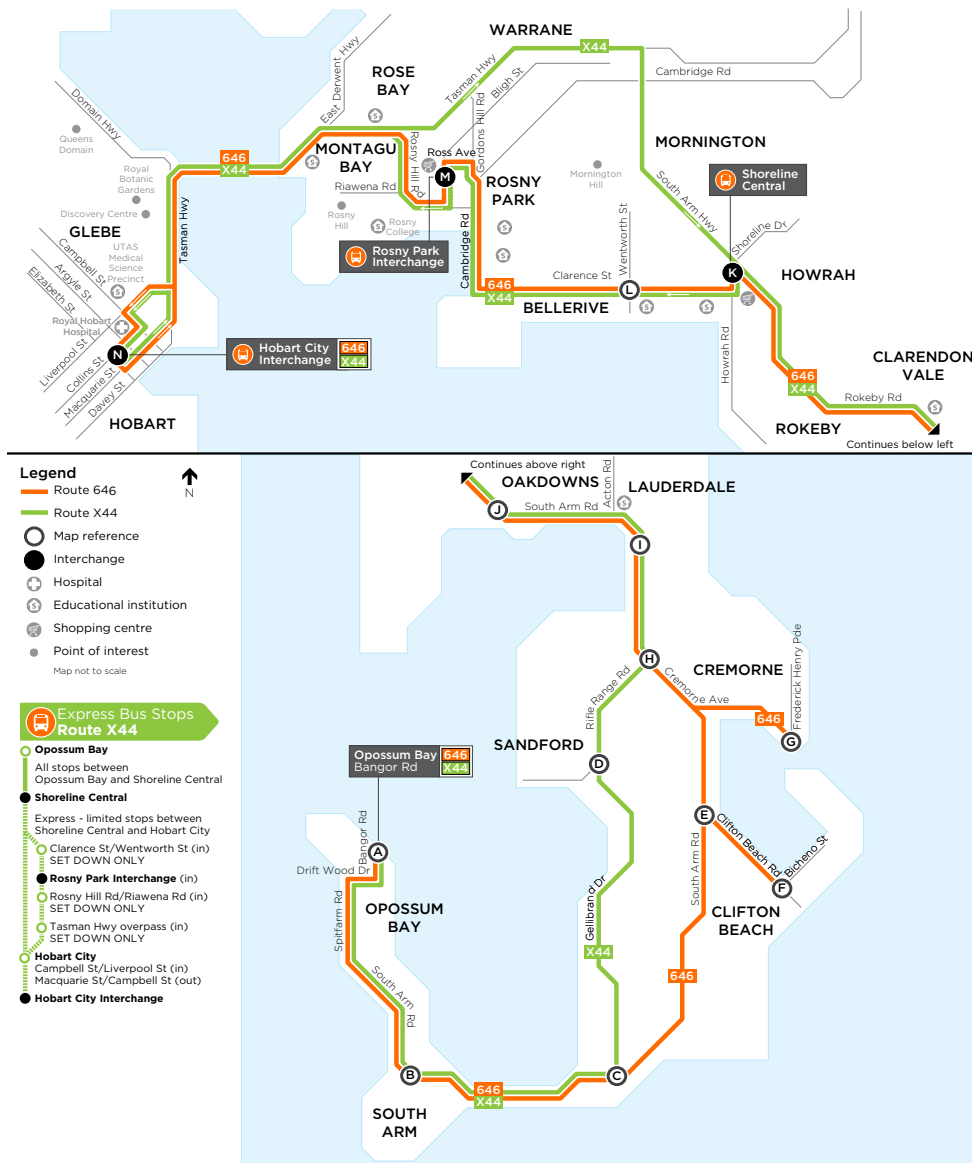 WARRANE
X44
Cambridge Rd
ROSE
BAY
Tasman Hwy
Bligh St
East Derwent Hwy
Domain Hwy
Gordons Hill Rd
Queens
Domain
646
X44
MONTAGU
BAY
Rosny Hill Rd
Ross Ave
M
MORNINGTON
Royal
Botanic
Gardens
Riawena Rd
ROSNY
PARK
Mornington
Hill
Shoreline
Central
Discovery Centre
Rosny
Hill
Rosny
College
South Arm Hwy
Shoreline Dr
GLEBE
Tasman Hwy
Rosny Park
Interchange
Cambridge Rd
Wentworth St
UTAS
Medical
Science
Precinct
Campbell St
Argyle St
Elizabeth St
K
HOWRAH
Clarence St
L
646
X44
BELLERIVE
Royal Hobart
Hospital
Liverpool St
Collins St
Macquarie St
Davey St
N
Hobart City
Interchange
646
X44
Howrah Rd
CLARENDON
VALE
646
X44
Rokeby Rd
HOBART
ROKEBY
Continues below left
Legend
N
Route 646
Route X44
Map reference
Interchange
Hospital
Educational institution
Shopping centre
Point of interest
Map not to scale
Continues above right
OAKDOWNS
Acton Rd
LAUDERDALE
J
South Arm Rd
I
H
CREMORNE
Cremorne Ave
Frederick Henry Pde
646
G
Rifle Range Rd
SANDFORD
D
Express Bus Stops
Route X44
Opossum Bay
All stops between
Opossum Bay and Shoreline Central
Shoreline Central
Express - limited stops between
Shoreline Central and Hobart City
Clarence St/Wentworth St (in)
SET DOWN ONLY
Rosny Park Interchange (in)
Rosny Hill Rd/Riawena Rd (in)
SET DOWN ONLY
Tasman Hwy overpass (in)
SET DOWN ONLY
Hobart City
Campbell St/Liverpool St (in)
Macquarie St/Campbell St (out)
Hobart City Interchange
Opossum Bay
Bangor Rd
646
X44
Bangor Rd
A
Drift Wood Dr
Spitfarm Rd
OPOSSUM
BAY
E
Clifton Beach Rd
Bicheno St
South Arm Rd
F
CLIFTON
BEACH
Gellibrand Dr
X44
646
South Arm
Rd
B
C
646
X44
SOUTH
ARM